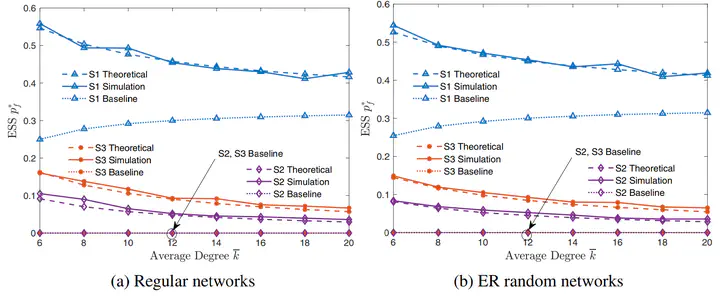 0.6
0.5
0.4
0.3
0.2
0.1
0
ESS p*f
S1 Theoretical
S1 Simulation
S1 Baseline
S3 Theoretical
S3 Simulation
S3 Baseline
S2, S3 Baseline
S2 Theoretical
S2 Simulation
S2 Baseline
6 8 10 12 14 16 18 20
Average Degree k̅
(a) Regular networks
0.6
0.5
0.4
0.3
0.2
0.1
0
ESS p*f
S1 Theoretical
S1 Simulation
S1 Baseline
S3 Theoretical
S3 Simulation
S3 Baseline
S2, S3 Baseline
S2 Theoretical
S2 Simulation
S2 Baseline
6 8 10 12 14 16 18 20
Average Degree k̅
(b) ER random networks